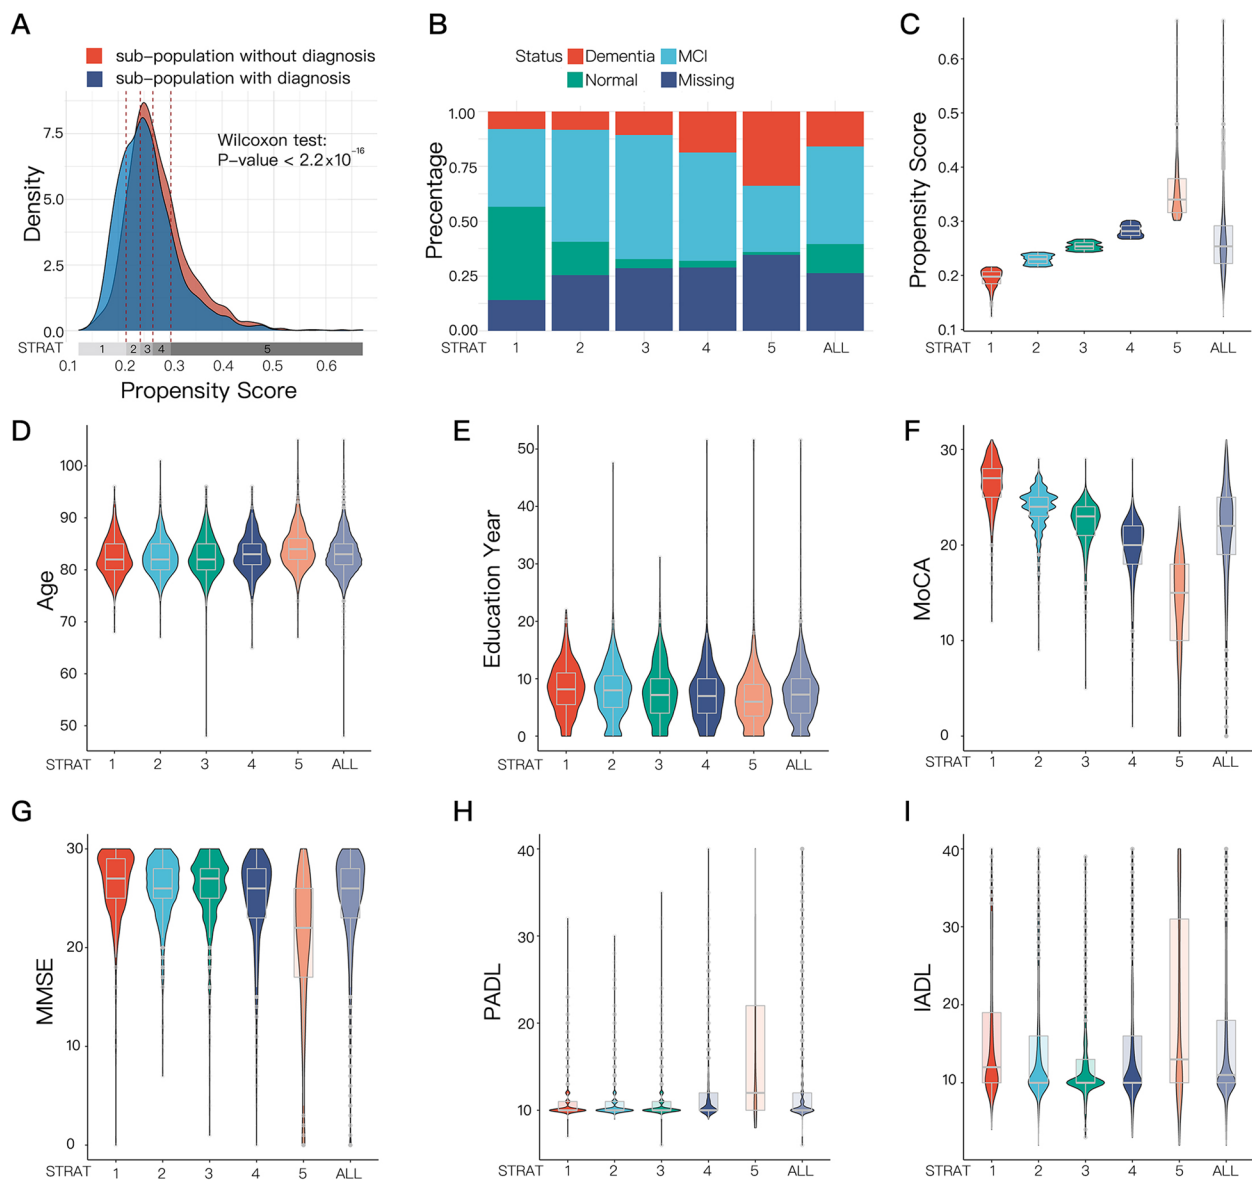 A
sub-population without diagnosis
sub-population with diagnosis
Wilcoxon test:
P-value < 2.2x10 -16
Density
7.5
5.0
2.5
0.0
STRAT 1 2 3 4 5
0.1 0.2 0.3 0.4 0.5 0.6
Propensity Score
B
Status Dementia MCI
Normal Missing
Precentage
1.00
0.75
0.50
0.25
0.00
STRAT 1 2 3 4 5 ALL
C
Propensity Score
0.6
0.5
0.4
0.3
0.2
0.1
STRAT 1 2 3 4 5 ALL
D
Age
100
90
80
70
60
50
STRAT 1 2 3 4 5 ALL
E
Education Year
50
40
30
20
10
0
STRAT 1 2 3 4 5 ALL
F
MoCA
30
20
10
0
STRAT 1 2 3 4 5 ALL
G
MMSE
30
20
10
0
STRAT 1 2 3 4 5 ALL
H
PADL
40
30
20
10
STRAT 1 2 3 4 5 ALL
I
IADL
40
30
20
10
STRAT 1 2 3 4 5 ALL